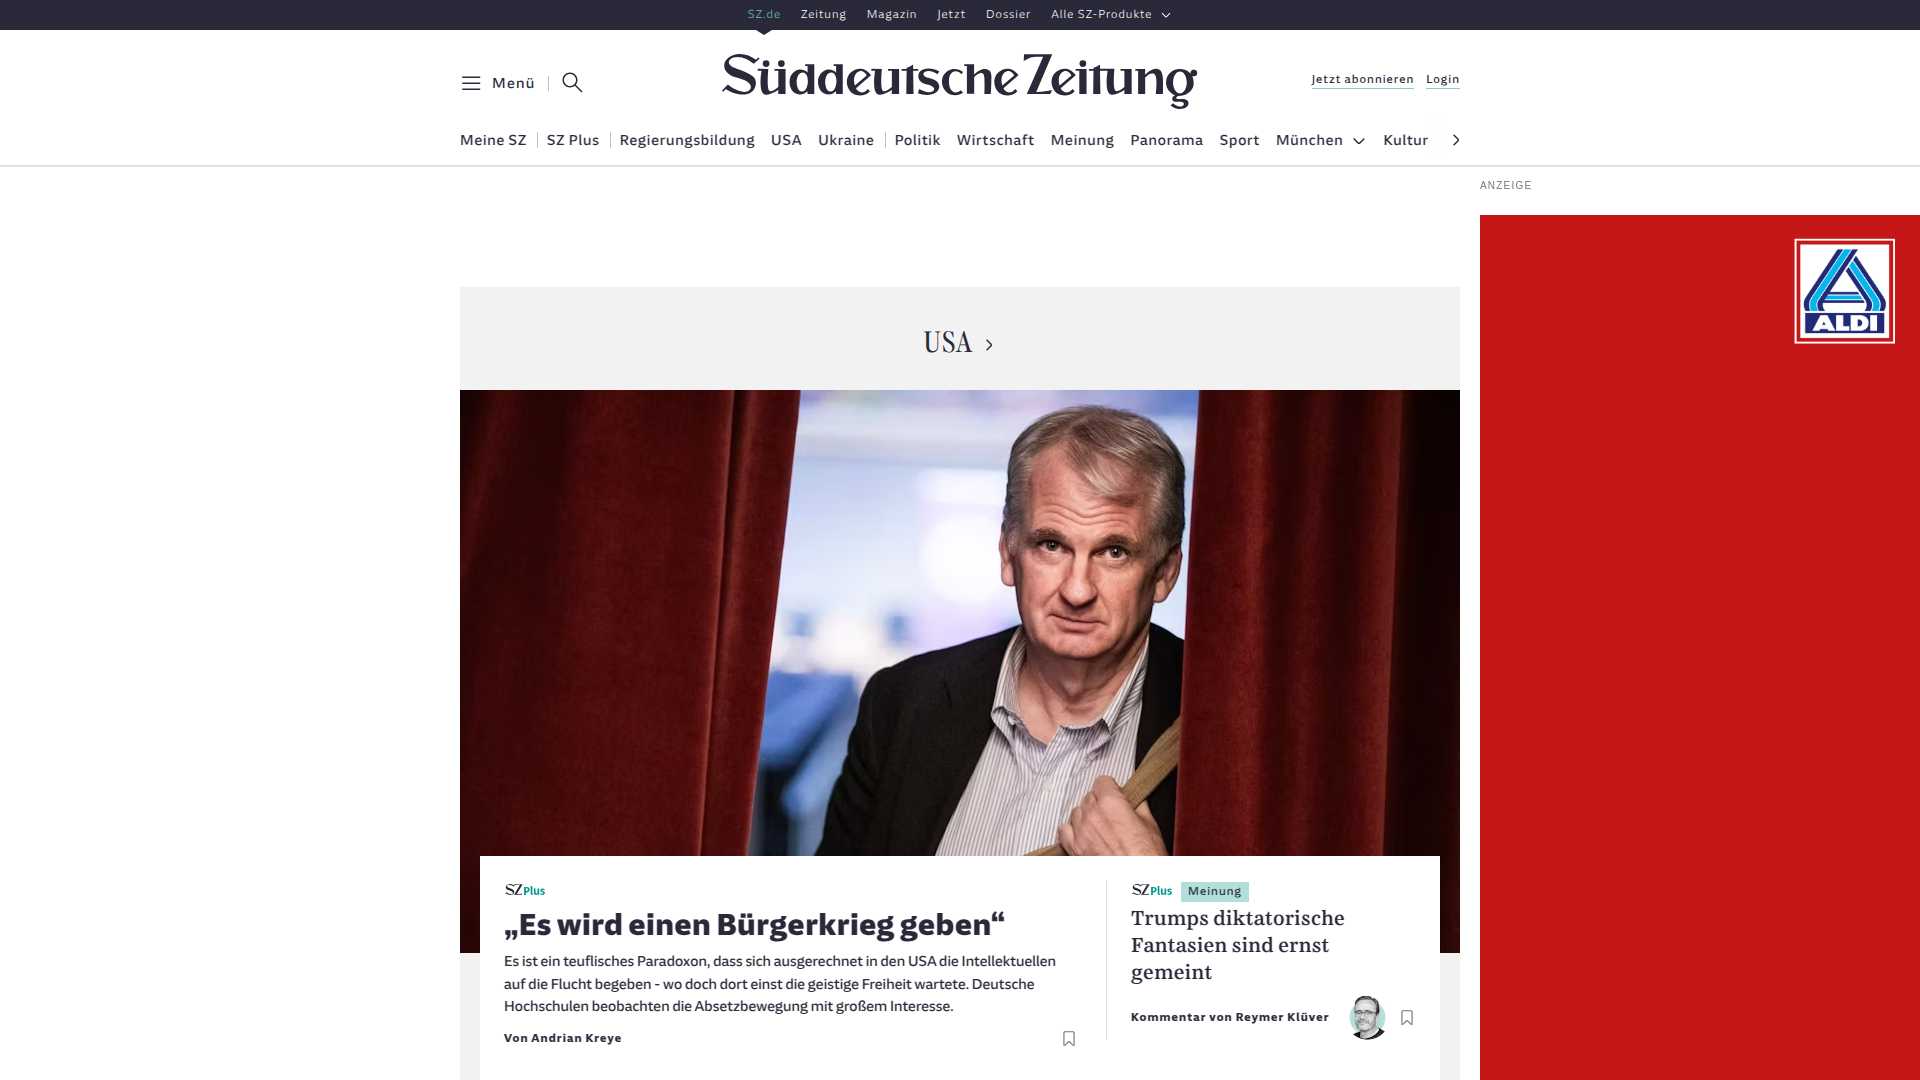 SZ.de Zeitung Magazin Jetzt Dossier Alle SZ-Produkte
Menü
Süddeutsche Zeitung
Jetzt abonnieren Login
Meine SZ SZ Plus Regierungsbildung USA Ukraine Politik Wirtschaft Meinung Panorama Sport München Kultur
ANZEIGE
ALDI
USA
SZ Plus
„Es wird einen Bürgerkrieg geben“
Es ist ein teuflisches Paradoxon, dass sich ausgerechnet in den USA die Intellektuellen
auf die Flucht begeben - wo doch dort einst die geistige Freiheit wartete. Deutsche
Hochschulen beobachten die Absetzbewegung mit großem Interesse.
Von Andrian Kreye
SZ Plus Meinung
Trumps diktatorische
Fantasien sind ernst
gemeint
Kommentar von Reymer Klüver